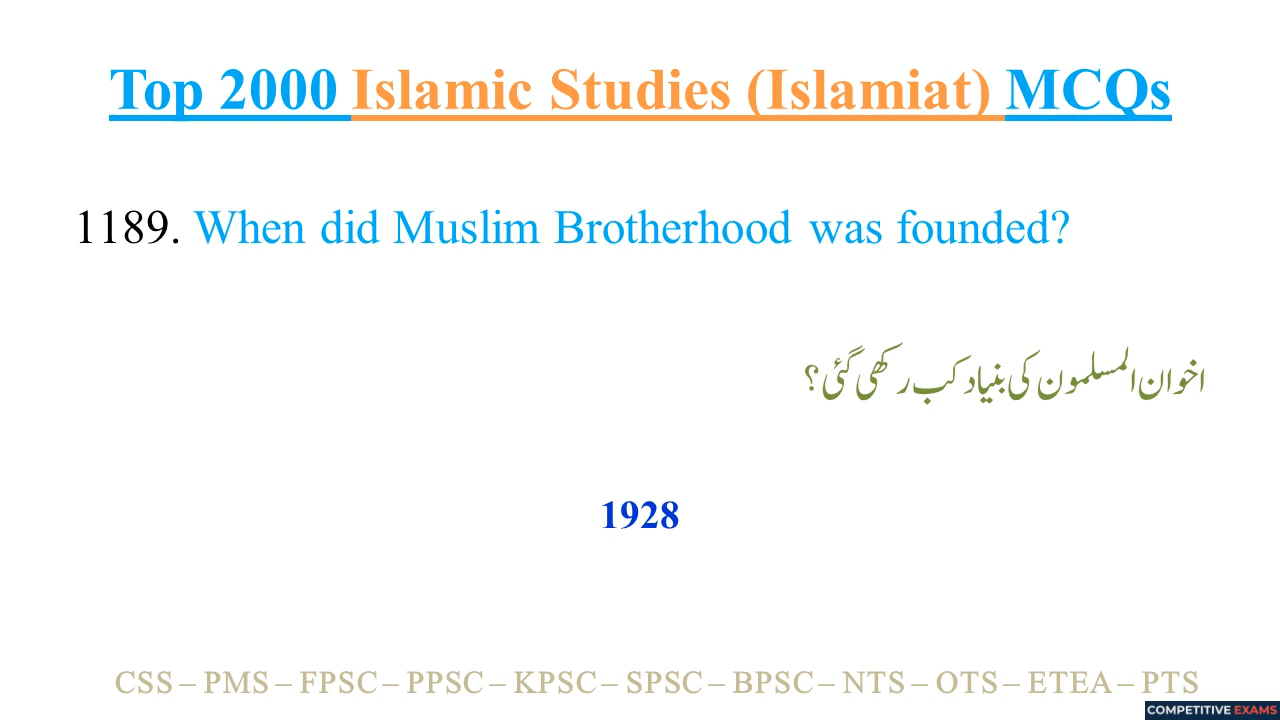 Top 2000 Islamic Studies (Islamiat) MCQs
1189. When did Muslim Brotherhood was founded?
اخوان المسلمون کی بنیاد کب رکھی گئی؟
1928
CSS – PMS – FPSC – PPSC – KPSC – SPSC – BPSC – NTS – OTS – ETEA – PTS
COMPETITIVE EXAMS